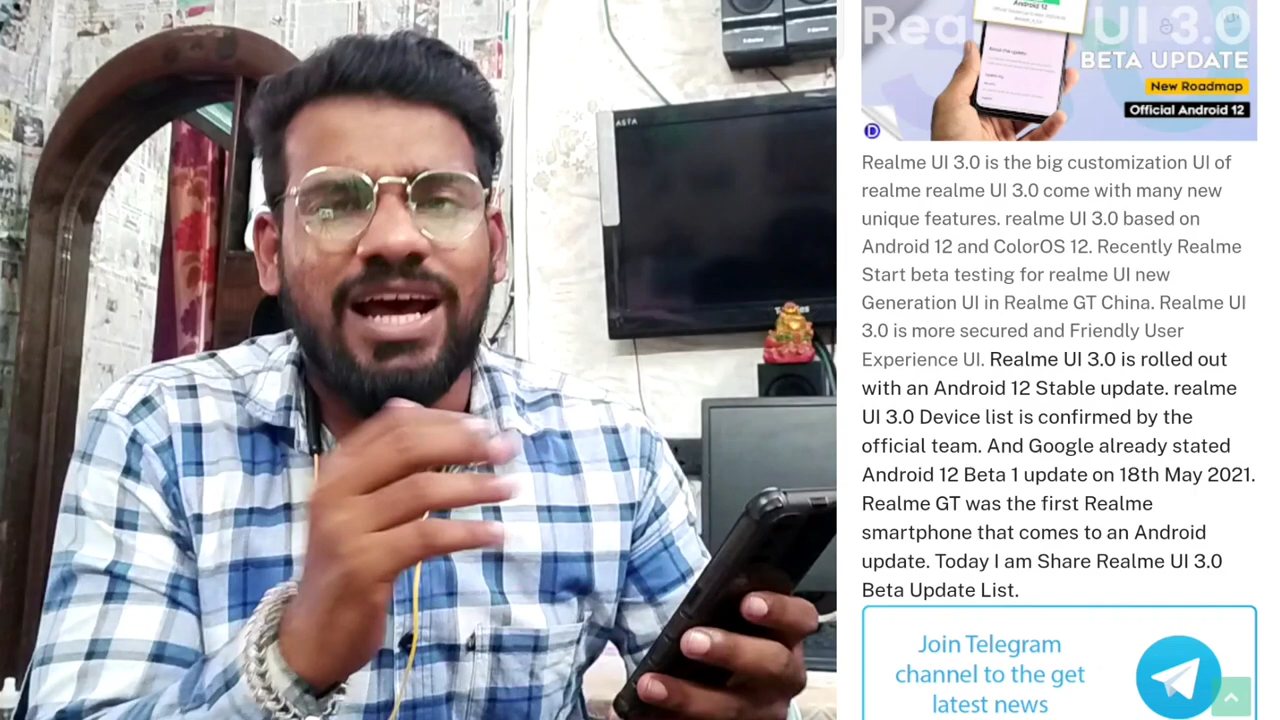 ASTA
Android 12
Realme UI 3.0
BETA UPDATE
New Roadmap
Official Android 12
Realme UI 3.0 is the big customization UI of
realme realme UI 3.0 come with many new
unique features. realme UI 3.0 based on
Android 12 and ColorOS 12. Recently Realme
Start beta testing for realme UI new
Generation UI in Realme GT China. Realme UI
3.0 is more secured and Friendly User
Experience UI. Realme UI 3.0 is rolled out
with an Android 12 Stable update. realme
UI 3.0 Device list is confirmed by the
official team. And Google already stated
Android 12 Beta 1 update on 18th May 2021.
Realme GT was the first Realme
smartphone that comes to an Android
update. Today I am Share Realme UI 3.0
Beta Update List.
Join Telegram
channel to the get
latest news